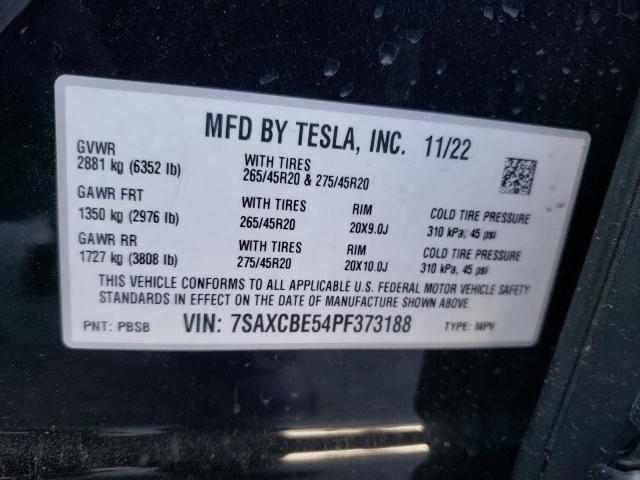 MFD BY TESLA, INC. 11/22
GVWR
2881 kg (6352 lb)
WITH TIRES
265/45R20 & 275/45R20
GAWR FRT
1350 kg (2976 lb)
WITH TIRES
265/45R20
RIM
20X9.0J
COLD TIRE PRESSURE
310 kPa, 45 psi
GAWR RR
1727 kg (3808 lb)
WITH TIRES
275/45R20
RIM
20X10.0J
COLD TIRE PRESSURE
310 kPa, 45 psi
THIS VEHICLE CONFORMS TO ALL APPLICABLE U.S. FEDERAL MOTOR VEHICLE SAFETY
STANDARDS IN EFFECT ON THE DATE OF MANUFACTURE SHOWN ABOVE.
PNT: PBSB VIN: 7SAXCBE54PF373188 TYPE: MPV